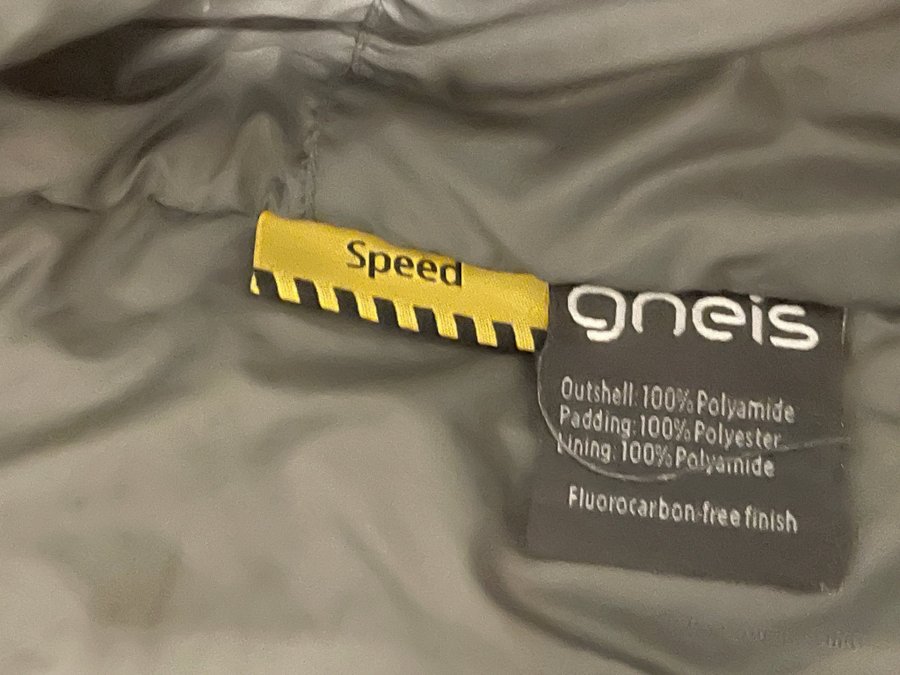 Speed
gneis
Outshell: 100% Polyamide
Padding: 100% Polyester
Lining: 100% Polyamide
Fluorocarbon-free finish